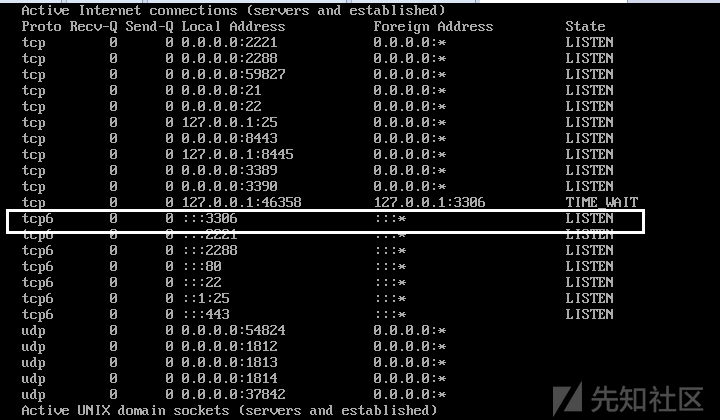 Active Internet connections (servers and established)
Proto Recv-Q Send-Q Local Address Foreign Address State
tcp 0 0 0.0.0.0:2221 0.0.0.0:* LISTEN
tcp 0 0 0.0.0.0:2288 0.0.0.0:* LISTEN
tcp 0 0 0.0.0.0:59827 0.0.0.0:* LISTEN
tcp 0 0 0.0.0.0:21 0.0.0.0:* LISTEN
tcp 0 0 0.0.0.0:22 0.0.0.0:* LISTEN
tcp 0 0 127.0.0.1:25 0.0.0.0:* LISTEN
tcp 0 0 0.0.0.0:8443 0.0.0.0:* LISTEN
tcp 0 0 127.0.0.1:8445 0.0.0.0:* LISTEN
tcp 0 0 0.0.0.0:3389 0.0.0.0:* LISTEN
tcp 0 0 0.0.0.0:3390 0.0.0.0:* LISTEN
tcp 0 0 127.0.0.1:46358 127.0.0.1:3306 TIME_WAIT
tcp6 0 0 :::3306 :::* LISTEN
tcp6 0 0 :::2221 :::* LISTEN
tcp6 0 0 :::2288 :::* LISTEN
tcp6 0 0 :::80 :::* LISTEN
tcp6 0 0 :::22 :::* LISTEN
tcp6 0 0 ::1:25 :::* LISTEN
tcp6 0 0 :::443 :::* LISTEN
udp 0 0 0.0.0.0:54824 0.0.0.0:*
udp 0 0 0.0.0.0:1812 0.0.0.0:*
udp 0 0 0.0.0.0:1813 0.0.0.0:*
udp 0 0 0.0.0.0:1814 0.0.0.0:*
udp 0 0 0.0.0.0:37842 0.0.0.0:*
Active UNIX domain sockets (servers and established)
先知社区